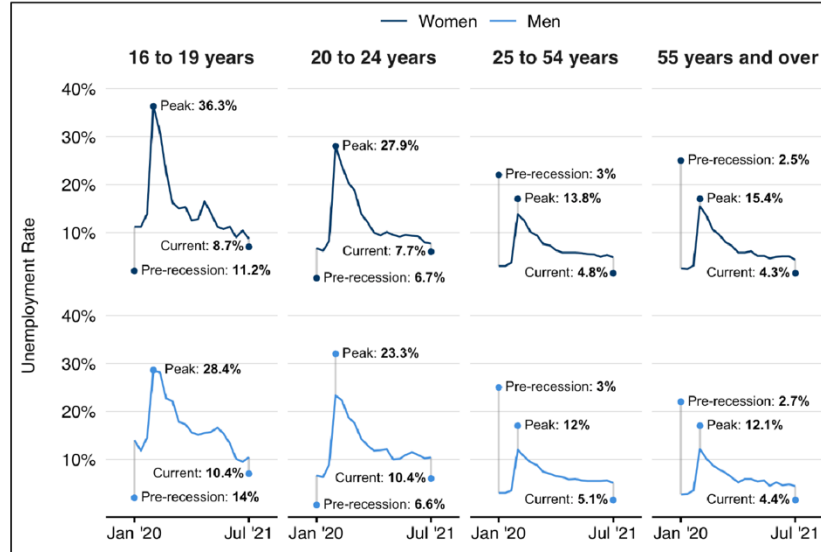 Women Men
16 to 19 years 20 to 24 years 25 to 54 years 55 years and over
Unemployment Rate
40%
30%
20%
10%
Peak: 36.3%
Current: 8.7%
Pre-recession: 11.2%
Peak: 27.9%
Current: 7.7%
Pre-recession: 6.7%
Pre-recession: 3%
Peak: 13.8%
Current: 4.8%
Pre-recession: 2.5%
Peak: 15.4%
Current: 4.3%
40%
30%
20%
10%
Peak: 28.4%
Current: 10.4%
Pre-recession: 14%
Peak: 23.3%
Current: 10.4%
Pre-recession: 6.6%
Pre-recession: 3%
Peak: 12%
Current: 5.1%
Pre-recession: 2.7%
Peak: 12.1%
Current: 4.4%
Jan '20 Jul '21 Jan '20 Jul '21 Jan '20 Jul '21 Jan '20 Jul '21